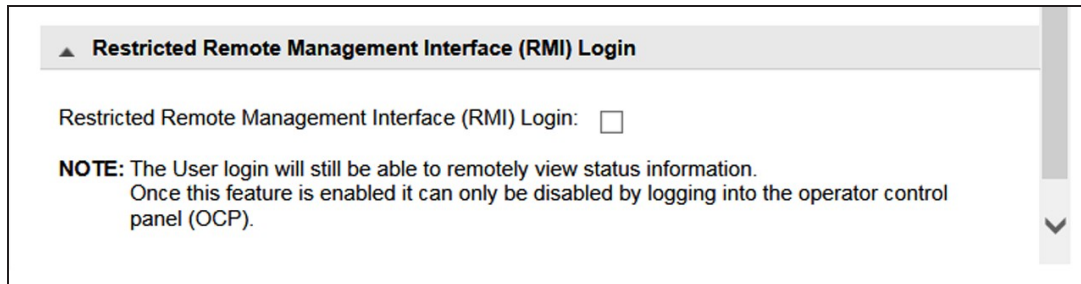 Restricted Remote Management Interface (RMI) Login
Restricted Remote Management Interface (RMI) Login:
NOTE: The User login will still be able to remotely view status information.
Once this feature is enabled it can only be disabled by logging into the operator control
panel (OCP).